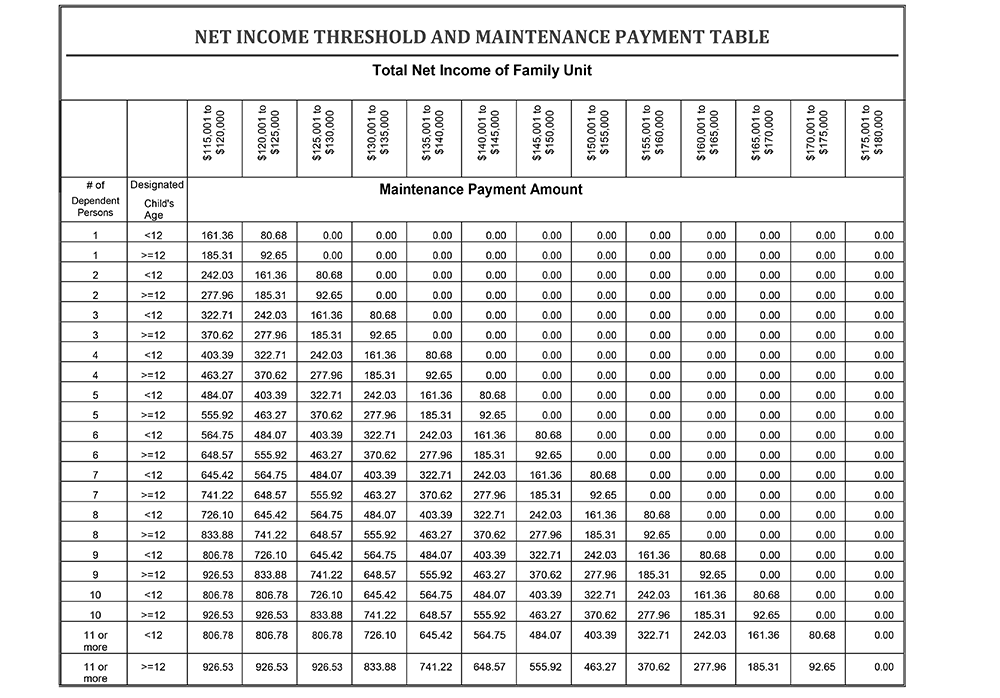 NET INCOME THRESHOLD AND MAINTENANCE PAYMENT TABLE
Total Net Income of Family Unit
$115,001 to $120,000 $120,001 to $125,000 $125,001 to $130,000 $130,001 to $135,000 $135,001 to $140,000 $140,001 to $145,000 $145,001 to $150,000 $150,001 to $155,000 $155,001 to $160,000 $160,001 to $165,000 $165,001 to $170,000 $170,001 to $175,000 $175,001 to $180,000
# of Dependent Persons Designated Child's Age Maintenance Payment Amount
1 <12 161.36 80.68 0.00 0.00 0.00 0.00 0.00 0.00 0.00 0.00 0.00 0.00 0.00
1 >=12 185.31 92.65 0.00 0.00 0.00 0.00 0.00 0.00 0.00 0.00 0.00 0.00 0.00
2 <12 242.03 161.36 80.68 0.00 0.00 0.00 0.00 0.00 0.00 0.00 0.00 0.00 0.00
2 >=12 277.96 185.31 92.65 0.00 0.00 0.00 0.00 0.00 0.00 0.00 0.00 0.00 0.00
3 <12 322.71 242.03 161.36 80.68 0.00 0.00 0.00 0.00 0.00 0.00 0.00 0.00 0.00
3 >=12 370.62 277.96 185.31 92.65 0.00 0.00 0.00 0.00 0.00 0.00 0.00 0.00 0.00
4 <12 403.39 322.71 242.03 161.36 80.68 0.00 0.00 0.00 0.00 0.00 0.00 0.00 0.00
4 >=12 463.27 370.62 277.96 185.31 92.65 0.00 0.00 0.00 0.00 0.00 0.00 0.00 0.00
5 <12 484.07 403.39 322.71 242.03 161.36 80.68 0.00 0.00 0.00 0.00 0.00 0.00 0.00
5 >=12 555.92 463.27 370.62 277.96 185.31 92.65 0.00 0.00 0.00 0.00 0.00 0.00 0.00
6 <12 564.75 484.07 403.39 322.71 242.03 161.36 80.68 0.00 0.00 0.00 0.00 0.00 0.00
6 >=12 648.57 555.92 463.27 370.62 277.96 185.31 92.65 0.00 0.00 0.00 0.00 0.00 0.00
7 <12 645.42 564.75 484.07 403.39 322.71 242.03 161.36 80.68 0.00 0.00 0.00 0.00 0.00
7 >=12 741.22 648.57 555.92 463.27 370.62 277.96 185.31 92.65 0.00 0.00 0.00 0.00 0.00
8 <12 726.10 645.42 564.75 484.07 403.39 322.71 242.03 161.36 80.68 0.00 0.00 0.00 0.00
8 >=12 833.88 741.22 648.57 555.92 463.27 370.62 277.96 185.31 92.65 0.00 0.00 0.00 0.00
9 <12 806.78 726.10 645.42 564.75 484.07 403.39 322.71 242.03 161.36 80.68 0.00 0.00 0.00
9 >=12 926.53 833.88 741.22 648.57 555.92 463.27 370.62 277.96 185.31 92.65 0.00 0.00 0.00
10 <12 806.78 806.78 726.10 645.42 564.75 484.07 403.39 322.71 242.03 161.36 80.68 0.00 0.00
10 >=12 926.53 926.53 833.88 741.22 648.57 555.92 463.27 370.62 277.96 185.31 92.65 0.00 0.00
11 or more <12 806.78 806.78 806.78 726.10 645.42 564.75 484.07 403.39 322.71 242.03 161.36 80.68 0.00
11 or more >=12 926.53 926.53 926.53 833.88 741.22 648.57 555.92 463.27 370.62 277.96 185.31 92.65 0.00